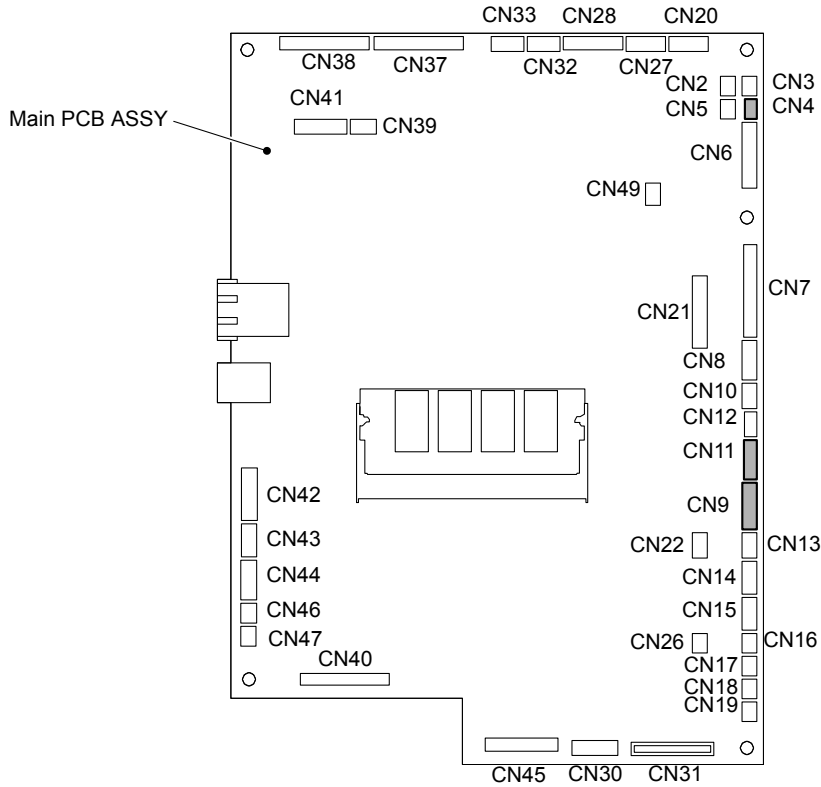 CN33 CN28 CN20
CN38 CN37 CN32 CN27
CN2 CN3
CN41
CN5 CN4
Main PCB ASSY
CN39
CN6
CN49
CN7
CN21
CN8
CN10
CN12
CN11
CN42
CN9
CN43
CN22 CN13
CN44
CN14
CN46
CN15
CN47
CN26 CN16
CN40
CN17
CN18
CN19
CN45 CN30 CN31